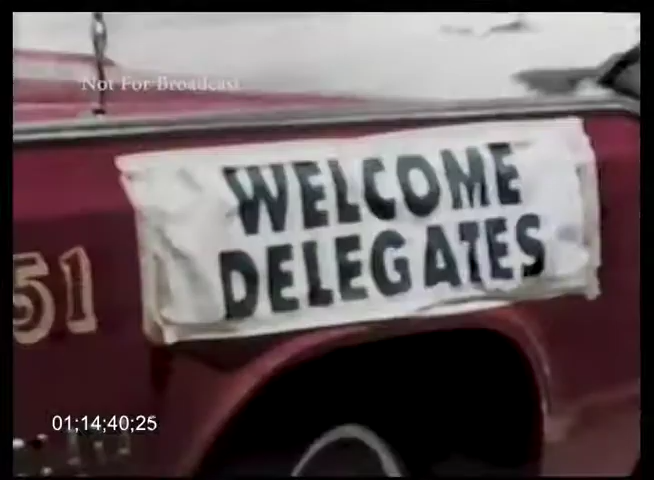 Not For Broadcast
WELCOME
DELEGATES
51
01;14;40;25